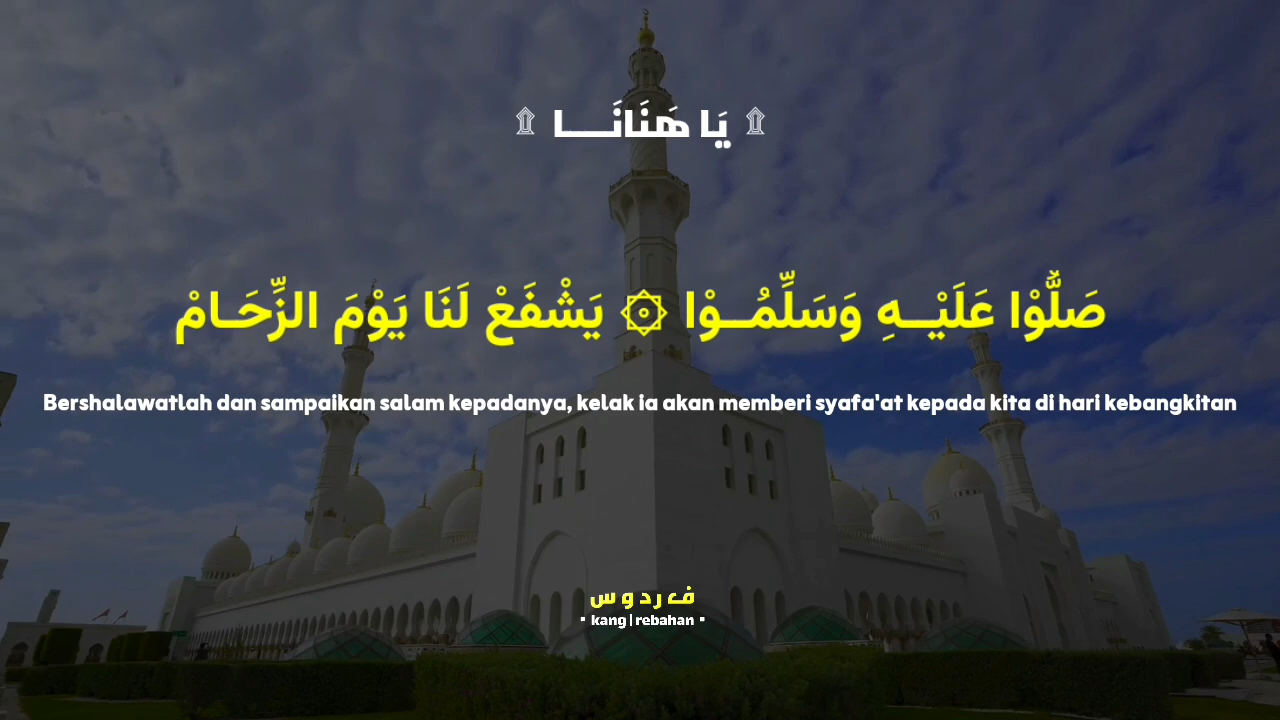 ۩ يَا هَنَانَـــا ۩
صَلُّوْا عَلَيْــهِ وَسَلِّمُــوْا ۞ يَشْفَعْ لَنَا يَوْمَ الزِّحَـامْ
Bershalawatlah dan sampaikan salam kepadanya, kelak ia akan memberi syafa'at kepada kita di hari kebangkitan
ف ر د و س
▪ kang|rebahan ▪